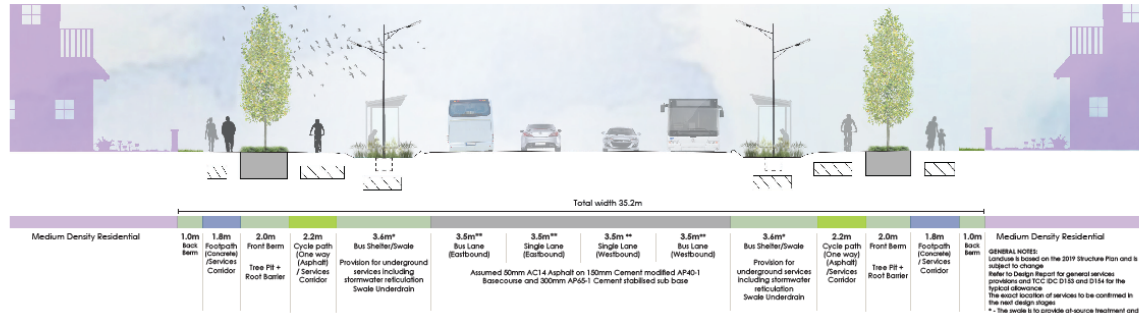 Total width 35.2m
Medium Density Residential
1.0m
Back
Berm
1.8m
Footpath
(Concrete)
/Services
Corridor
2.0m
Front Berm
Tree Pit +
Root Barrier
2.2m
Cycle path
(One way
(Asphalt)
/ Services
Corridor
3.6m*
Bus Shelter/Swale
Provision for
underground
services including
stormwater
reticulation
Swale Underdrain
3.5m**
Bus Lane
(Eastbound)
3.5m**
Single Lane
(Eastbound)
3.5m **
Single Lane
(Westbound)
3.5m**
Bus Lane
(Westbound)
Assumed 50mm AC14 Asphalt on 150mm Cement modified AP40-1
Basecourse and 300mm AP65-1 Cement stabilised sub base
3.6m*
Bus Shelter/Swale
Provision for
underground
services including
stormwater
reticulation
Swale Underdrain
2.2m
Cycle path
(One way)
(Asphalt)
/ Services
Corridor
2.0m
Front Berm
Tree Pit +
Root Barrier
1.8m
Footpath
(Concrete)
/ Services
Corridor
1.0m
Back
Berm
Medium Density Residential
GENERAL NOTES:
Landuse is based on the 2019 Structure Plan and is
subject to change
Refer to Design Report for general services
provisions and TCC IDC D153 and D154 for the
typical allowance
The exact location of services to be confirmed in
the next design stages
* - The swale is to provide at-source treatment and